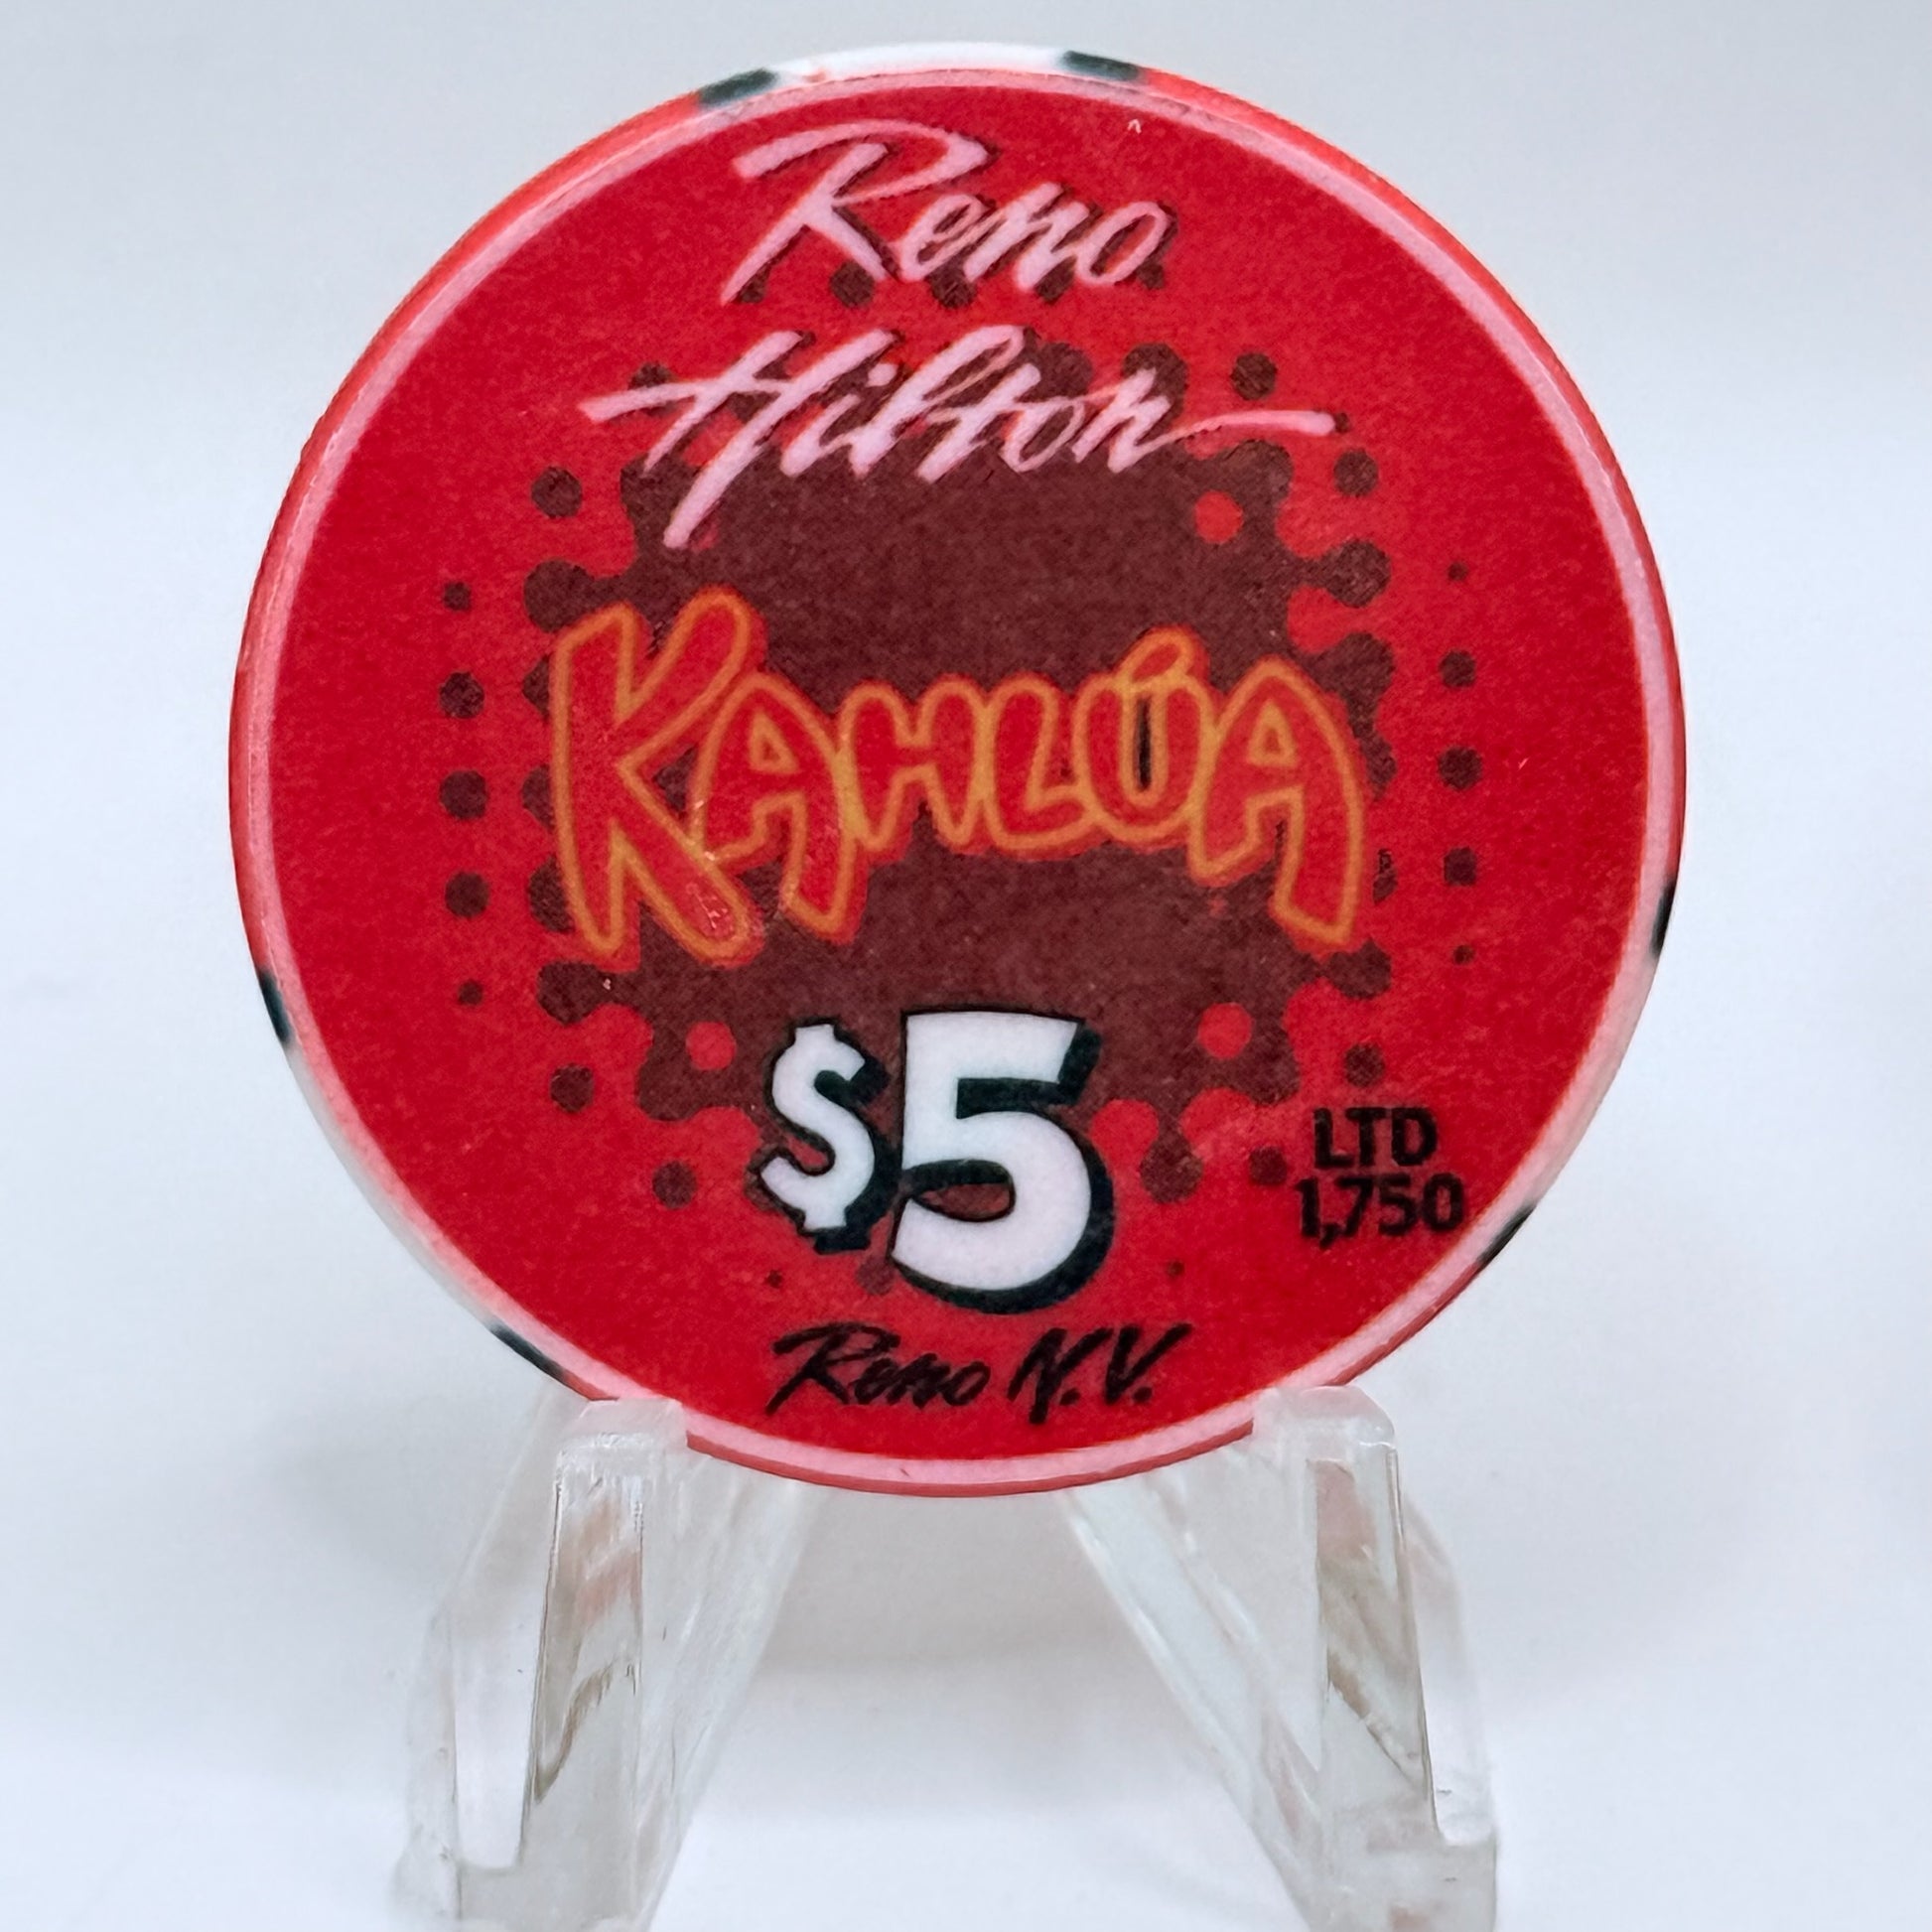 Reno
Hilton
KAHLÚA
$5
LTD
1,750
Reno N.V.